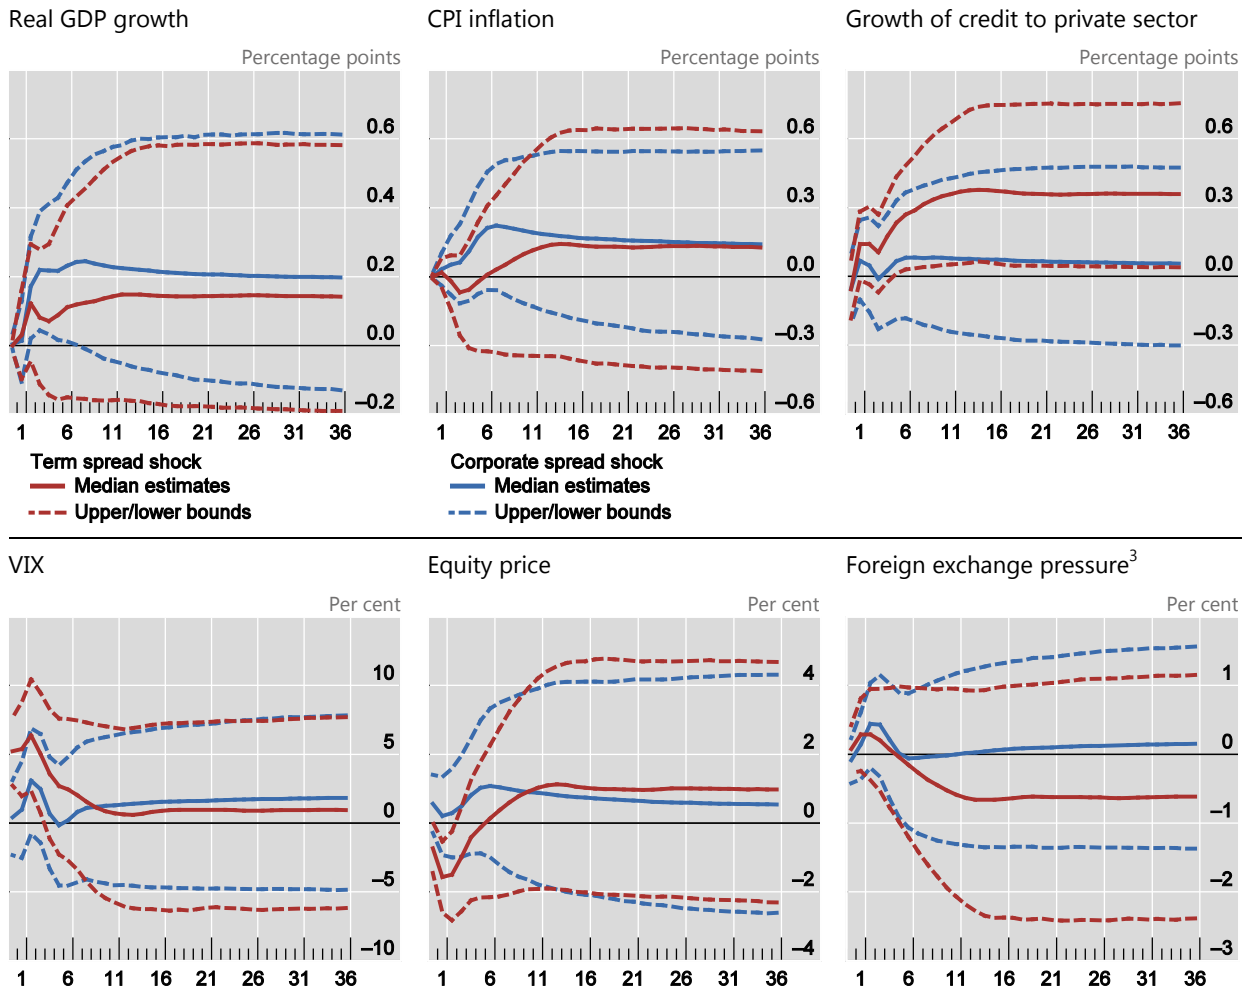 Real GDP growth
CPI inflation
Growth of credit to private sector
Percentage points
Percentage points
Percentage points
0.6
0.4
0.2
0.0
–0.2
1 6 11 16 21 26 31 36
0.6
0.3
0.0
–0.3
–0.6
1 6 11 16 21 26 31 36
0.6
0.3
0.0
–0.3
–0.6
1 6 11 16 21 26 31 36
Term spread shock
Median estimates
Upper/lower bounds
Corporate spread shock
Median estimates
Upper/lower bounds
VIX
Equity price
Foreign exchange pressure³
Per cent
Per cent
Per cent
10
5
0
–5
–10
1 6 11 16 21 26 31 36
4
2
0
–2
–4
1 6 11 16 21 26 31 36
1
0
–1
–2
–3
1 6 11 16 21 26 31 36